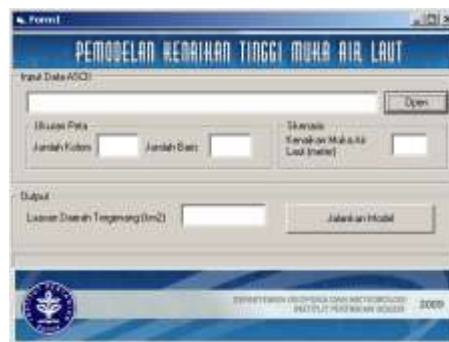 Form1
PEMODELAN KENAIKAN TINGGI MUKA AIR LAUT
Input Data ASCII
Open
Ukuran Peta
Jumlah Kolom
Jumlah Baris
Skenario
Kenaikan Muka Air
Laut (meter)
Output
Luasan Daerah Tergenang (km2)
Jalankan Model
DEPARTEMEN GEOFISIKA DAN METEOROLOGI
INSTITUT PERTANIAN BOGOR
2009